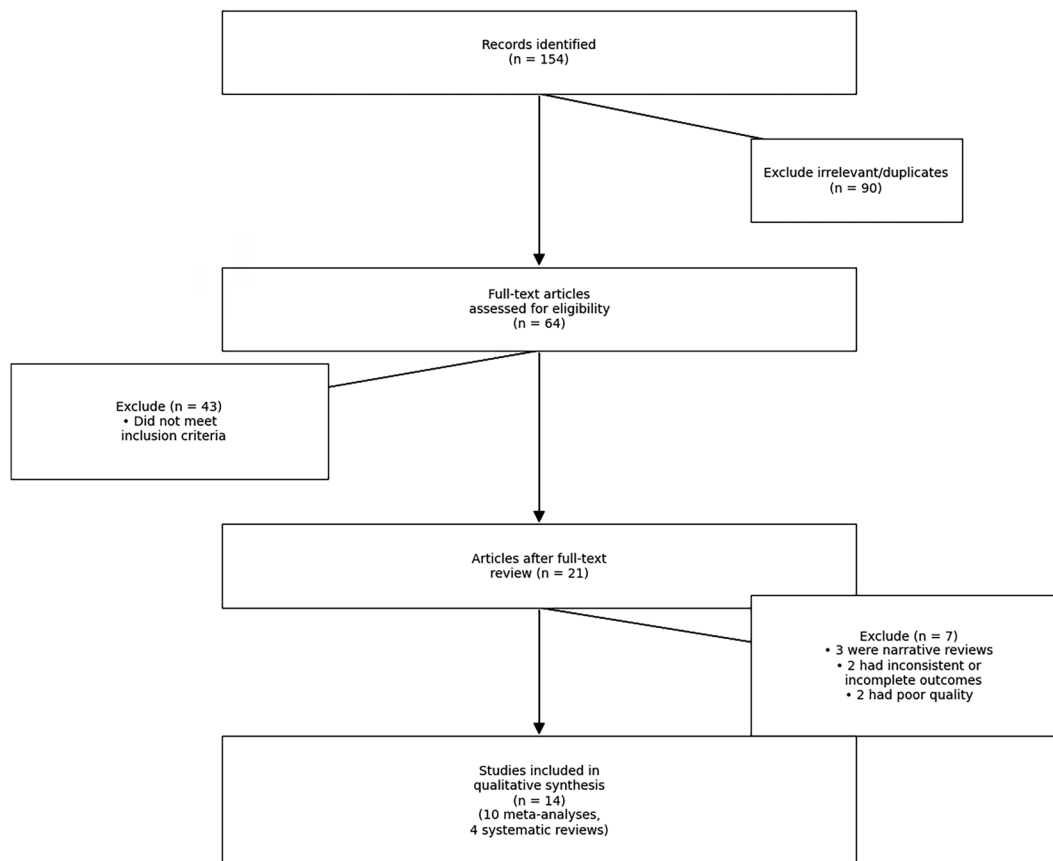 Records identified
(n = 154)
Exclude irrelevant/duplicates
(n = 90)
Full-text articles
assessed for eligibility
(n = 64)
Exclude (n = 43)
• Did not meet
inclusion criteria
Articles after full-text
review (n = 21)
Exclude (n = 7)
• 3 were narrative reviews
• 2 had inconsistent or
incomplete outcomes
• 2 had poor quality
Studies included in
qualitative synthesis
(n = 14)
(10 meta-analyses,
4 systematic reviews)